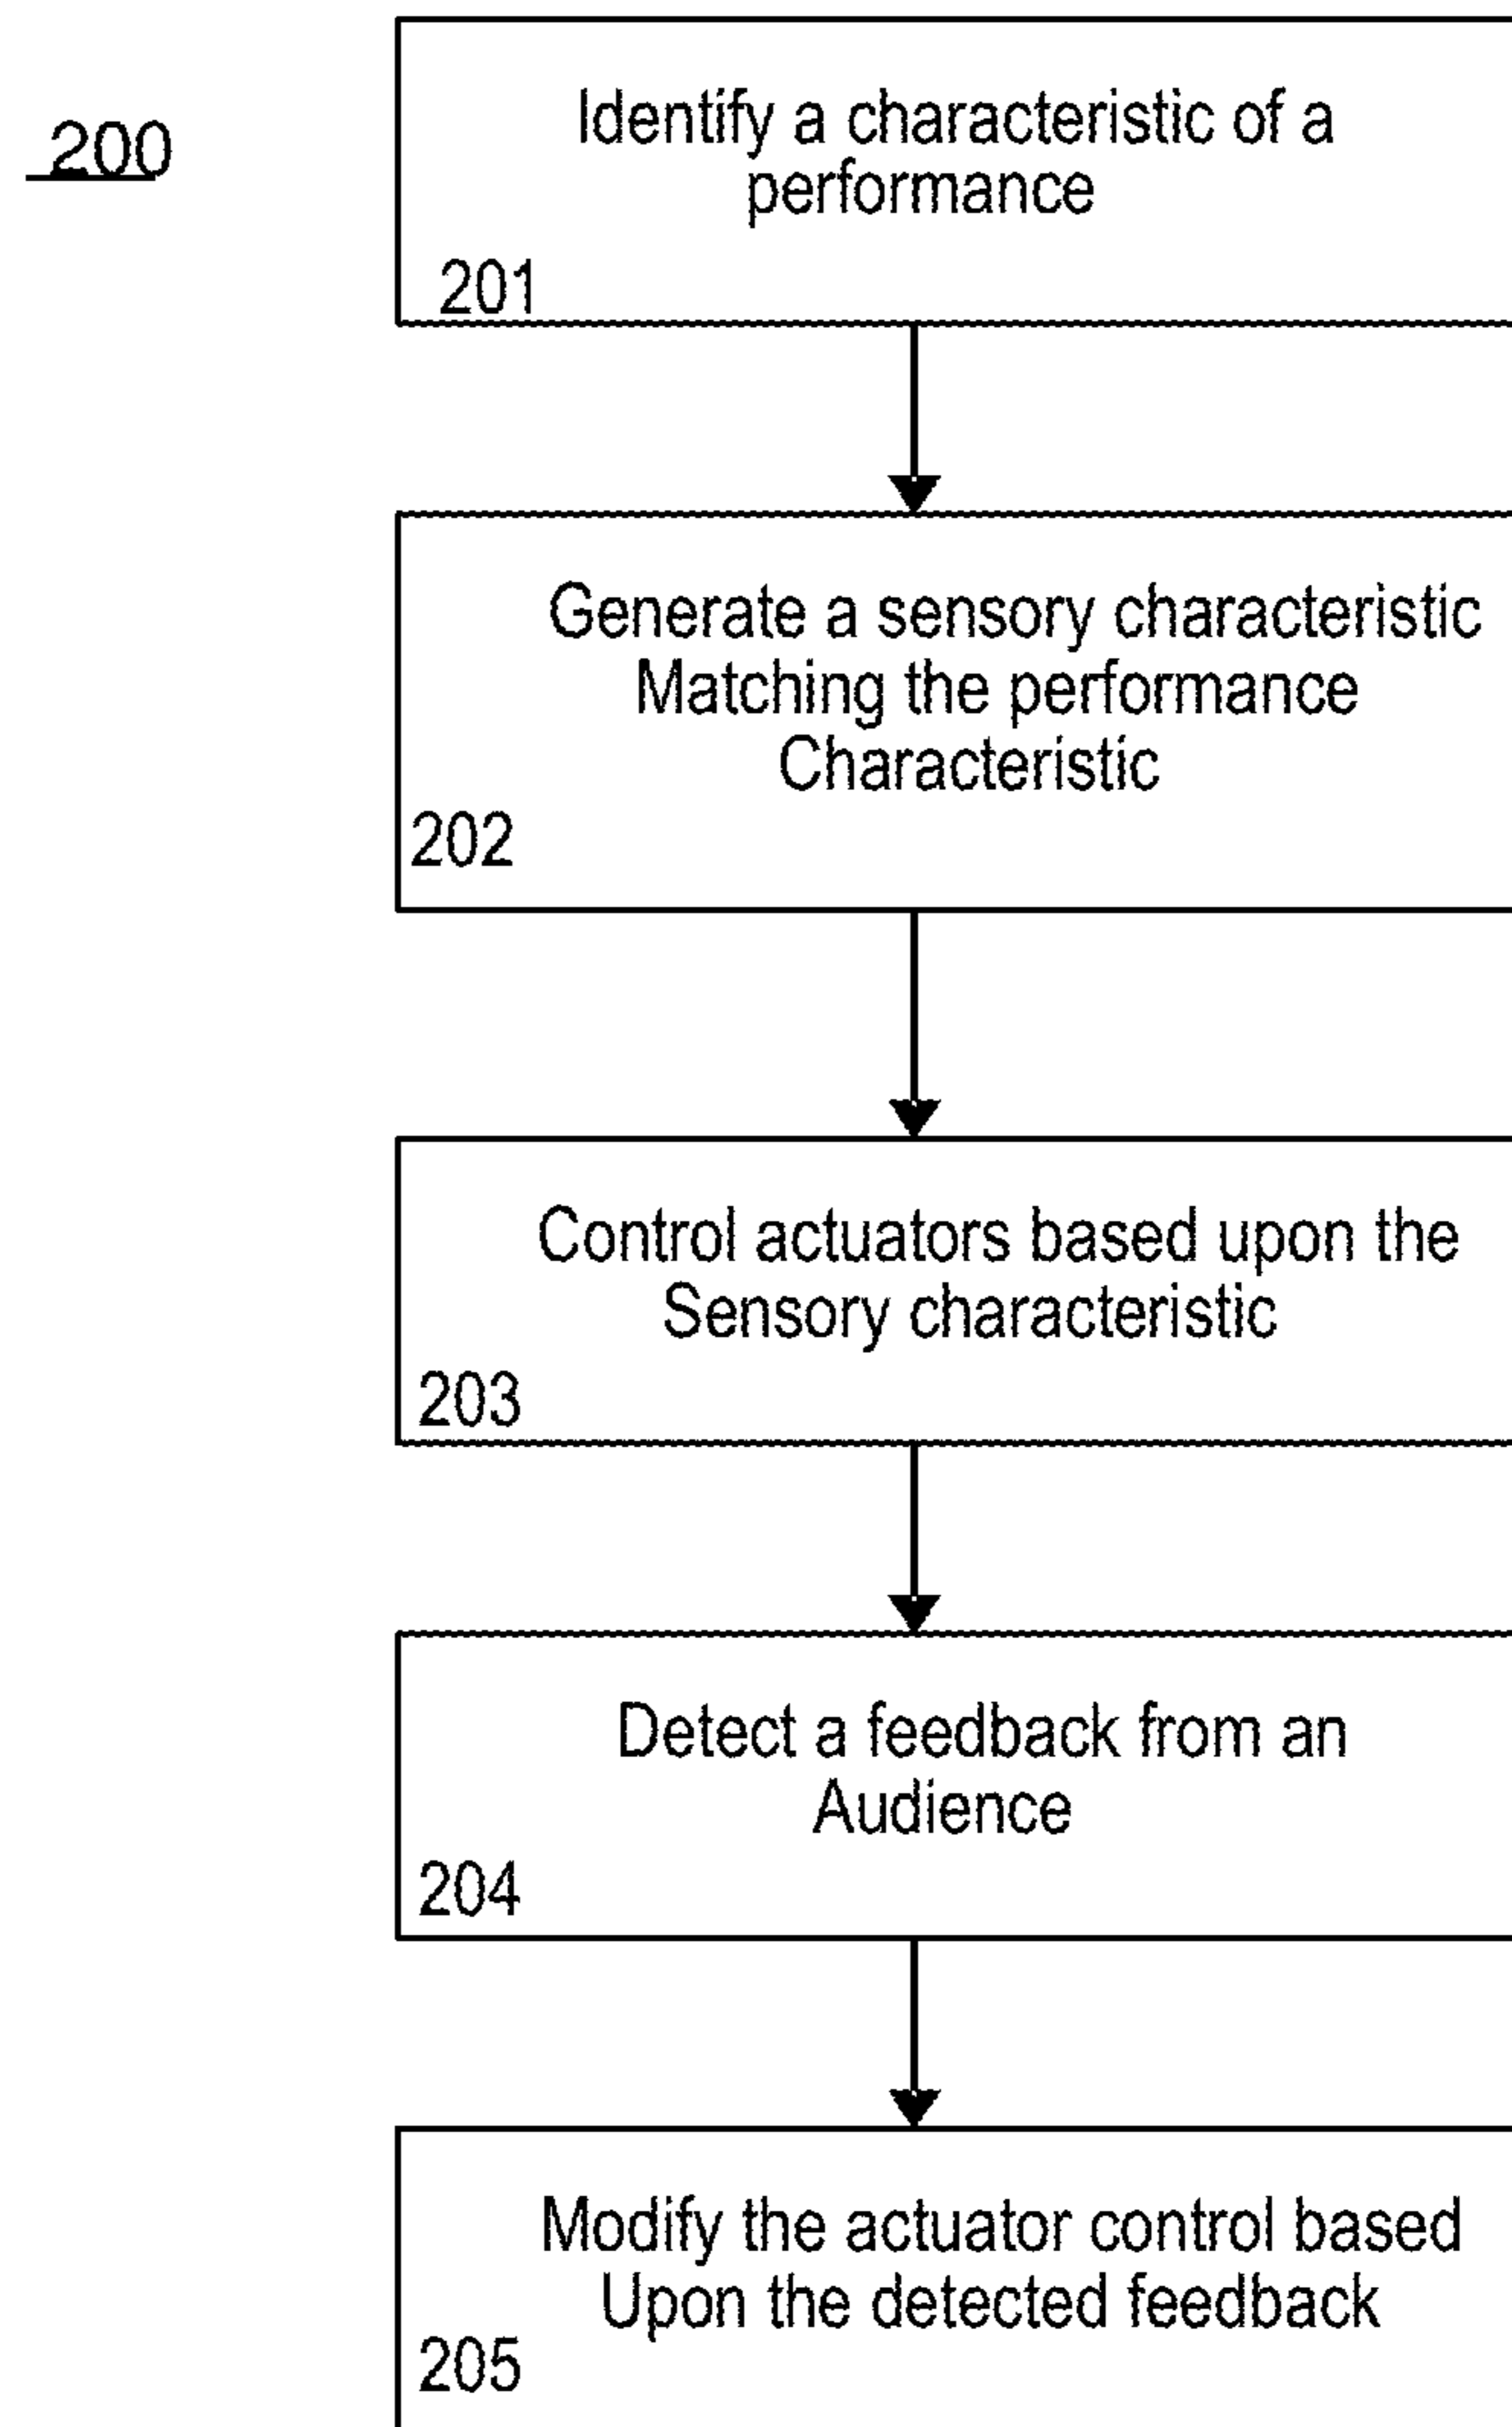 200
Identify a characteristic of a
performance
201
Generate a sensory characteristic
Matching the performance
Characteristic
202
Control actuators based upon the
Sensory characteristic
203
Detect a feedback from an
Audience
204
Modify the actuator control based
Upon the detected feedback
205